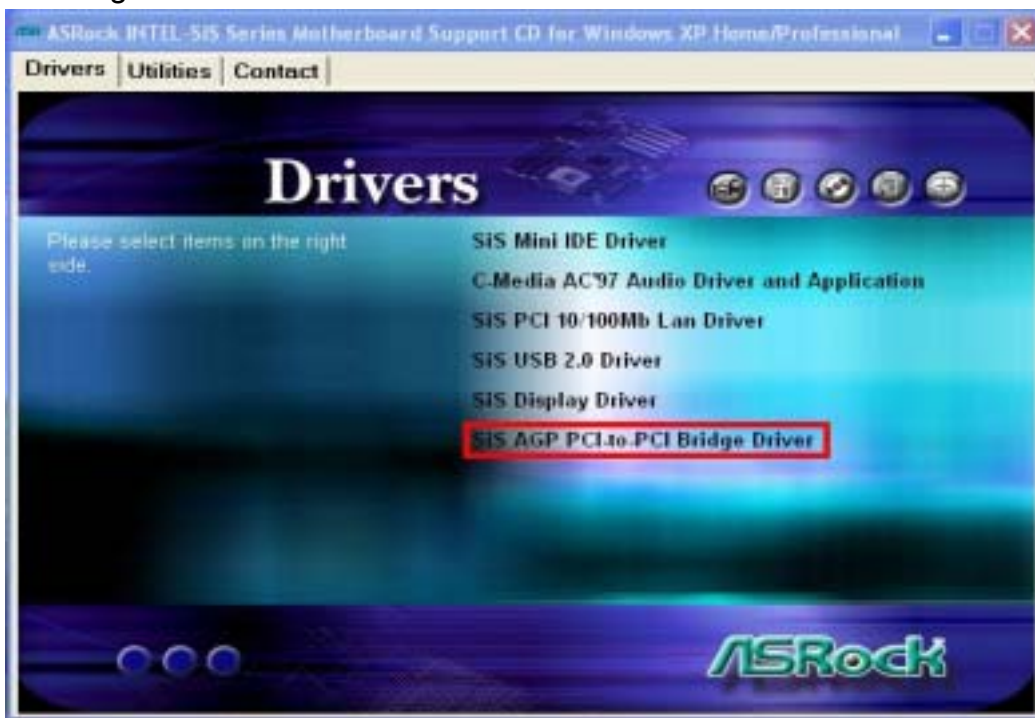 ASRock INTEL-SiS Series Motherboard Support CD for Windows XP Home/Professional
Drivers Utilities Contact
Drivers
Please select items on the right
side.
SiS Mini IDE Driver
C-Media AC'97 Audio Driver and Application
SiS PCI 10/100Mb Lan Driver
SiS USB 2.0 Driver
SiS Display Driver
SiS AGP PCI-to-PCI Bridge Driver
ASRock